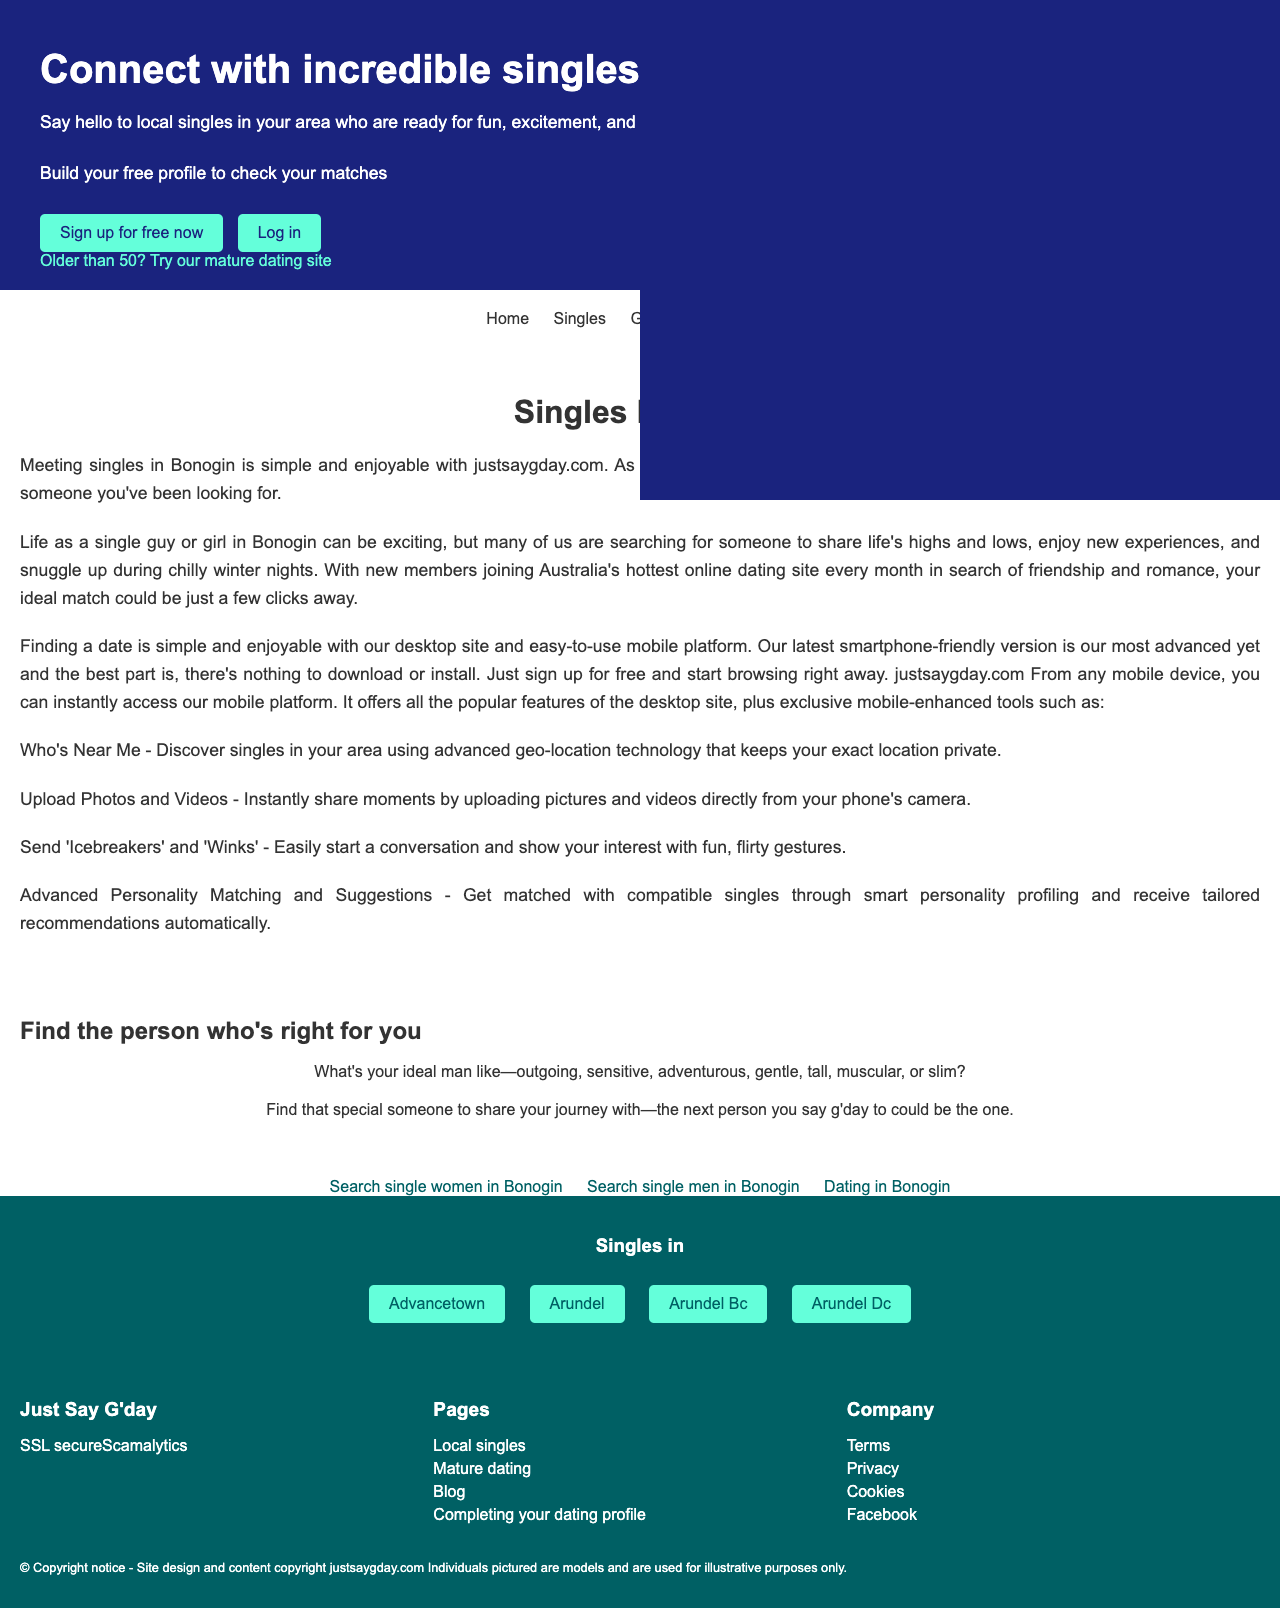 Connect with incredible singles
Say hello to local singles in your area who are ready for fun, excitement, and
Build your free profile to check your matches
Sign up for free now Log in
Older than 50? Try our mature dating site
Home Singles
Singles
Meeting singles in Bonogin is simple and enjoyable with justsaygday.com. As
someone you've been looking for.
Life as a single guy or girl in Bonogin can be exciting, but many of us are searching for someone to share life's highs and lows, enjoy new experiences, and
snuggle up during chilly winter nights. With new members joining Australia's hottest online dating site every month in search of friendship and romance, your
ideal match could be just a few clicks away.
Finding a date is simple and enjoyable with our desktop site and easy-to-use mobile platform. Our latest smartphone-friendly version is our most advanced yet
and the best part is, there's nothing to download or install. Just sign up for free and start browsing right away. justsaygday.com From any mobile device, you
can instantly access our mobile platform. It offers all the popular features of the desktop site, plus exclusive mobile-enhanced tools such as:
Who's Near Me - Discover singles in your area using advanced geo-location technology that keeps your exact location private.
Upload Photos and Videos - Instantly share moments by uploading pictures and videos directly from your phone's camera.
Send 'Icebreakers' and 'Winks' - Easily start a conversation and show your interest with fun, flirty gestures.
Advanced Personality Matching and Suggestions - Get matched with compatible singles through smart personality profiling and receive tailored
recommendations automatically.
Find the person who's right for you
What's your ideal man like—outgoing, sensitive, adventurous, gentle, tall, muscular, or slim?
Find that special someone to share your journey with—the next person you say g'day to could be the one.
Search single women in Bonogin Search single men in Bonogin Dating in Bonogin
Singles in
Advancetown Arundel Arundel Bc Arundel Dc
Just Say G'day
SSL secureScamalytics
Pages
Local singles
Mature dating
Blog
Completing your dating profile
Company
Terms
Privacy
Cookies
Facebook
© Copyright notice - Site design and content copyright justsaygday.com Individuals pictured are models and are used for illustrative purposes only.